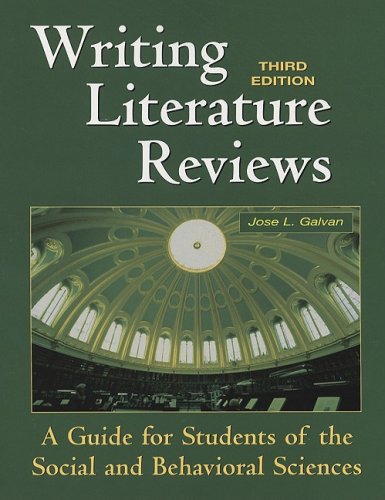 Writing
THIRD
EDITION
Literature
Reviews
Jose L. Galvan
A Guide for Students of the
Social and Behavioral Sciences